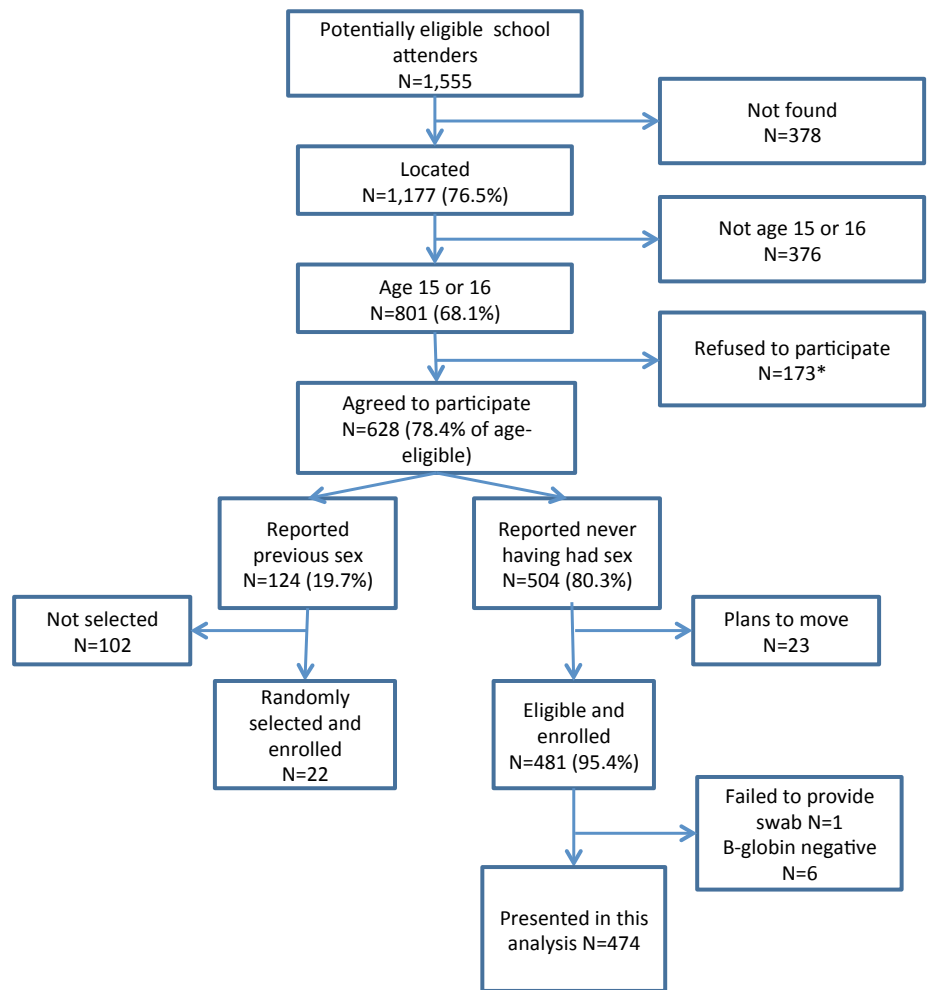 Potentially eligible school
attenders
N=1,555
Not found
N=378
Located
N=1,177 (76.5%)
Not age 15 or 16
N=376
Age 15 or 16
N=801 (68.1%)
Refused to participate
N=173*
Agreed to participate
N=628 (78.4% of age-
eligible)
Reported
previous sex
N=124 (19.7%)
Reported never
having had sex
N=504 (80.3%)
Not selected
N=102
Plans to move
N=23
Randomly
selected and
enrolled
N=22
Eligible and
enrolled
N=481 (95.4%)
Failed to provide
swab N=1
B-globin negative
N=6
Presented in this
analysis N=474